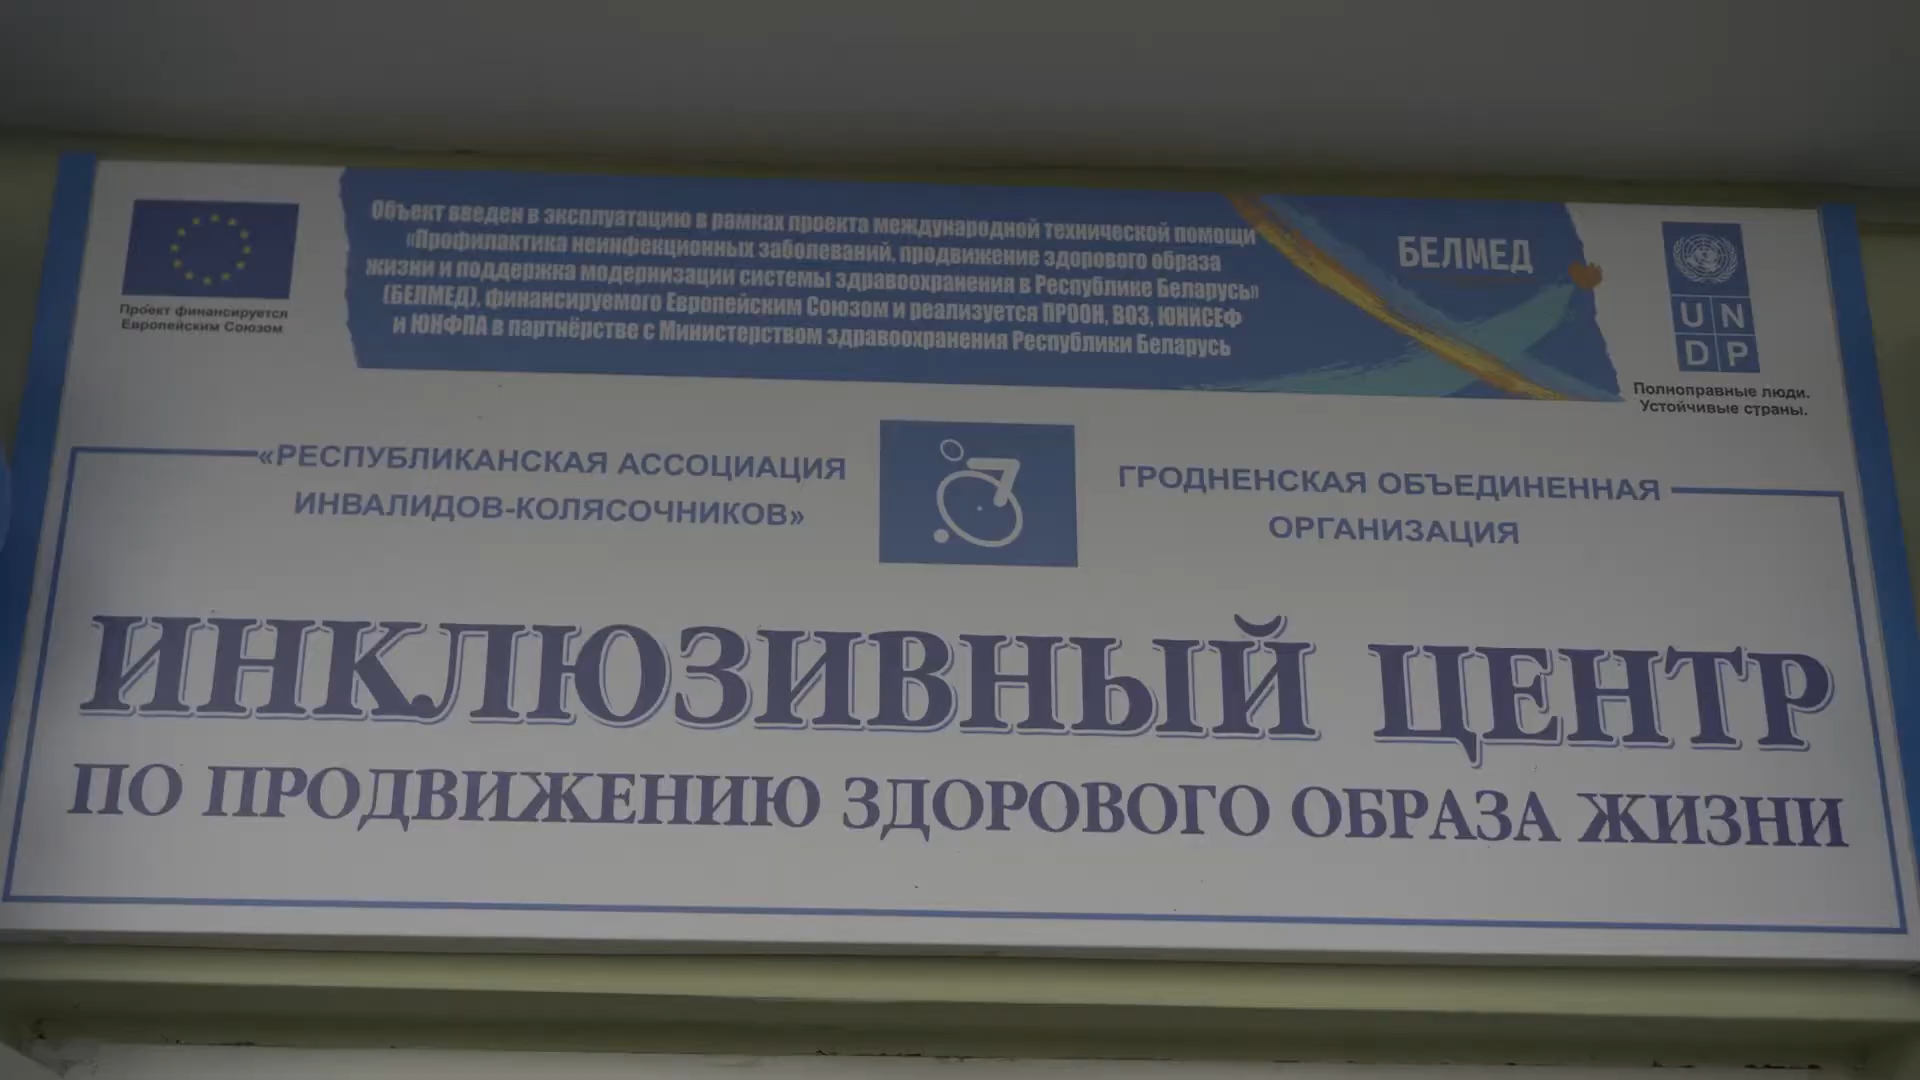 Проект финансируется
Европейским Союзом
Объект введен в эксплуатацию в рамках проекта международной технической помощи
«Профилактика неинфекционных заболеваний, продвижение здорового образа
жизни и поддержка модернизации системы здравоохранения в Республике Беларусь»
(БЕЛМЕД), финансируемого Европейским Союзом и реализуется ПРООН, ВОЗ, ЮНИСЕФ
и ЮНФПА в партнёрстве с Министерством здравоохранения Республики Беларусь
БЕЛМЕД
UN
DP
Полноправные люди.
Устойчивые страны.
«РЕСПУБЛИКАНСКАЯ АССОЦИАЦИЯ
ИНВАЛИДОВ-КОЛЯСОЧНИКОВ»
ГРОДНЕНСКАЯ ОБЪЕДИНЕННАЯ
ОРГАНИЗАЦИЯ
ИНКЛЮЗИВНЫЙ ЦЕНТР
ПО ПРОДВИЖЕНИЮ ЗДОРОВОГО ОБРАЗА ЖИЗНИ